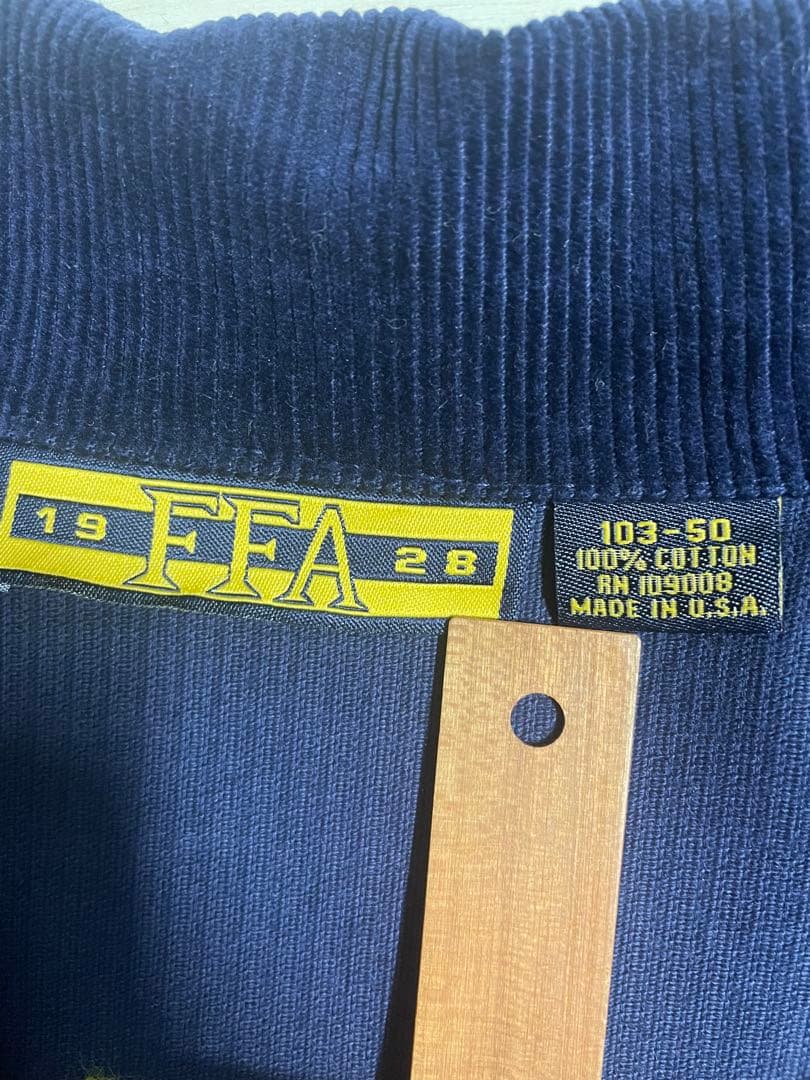 19 FFA 28
103-50
100% COTTON
RN 109008
MADE IN U.S.A.